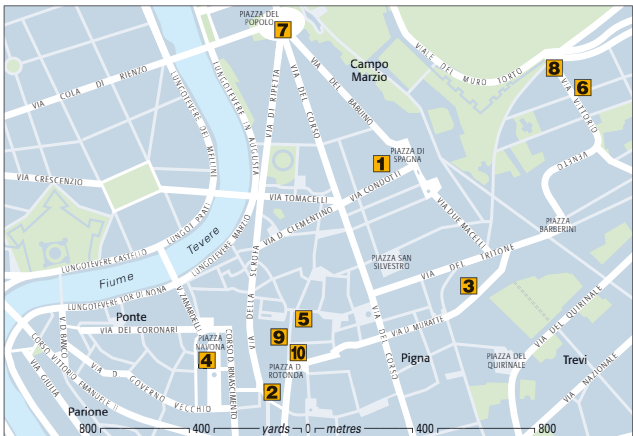 PIAZZA DEL
POPOLO
7
Campo
Marzio
VIALE DEL MURO TORTO
8
6
VIA VITTORIO
VENETO
VIA COLA DI RIENZO
LUNGOTEVERE DEI MELLINI
LUNGOTEVERE IN AUGUSTA
VIA DI RIPETTA
VIA DEL CORSO
VIA DEL BABUINO
PIAZZA DI
SPAGNA
1
VIA CRESCENZIO
VIA TOMACELLI
VIA CONDOTTI
LUNGOT PRATI
Tevere
LUNGOTEVERE MARZIO
VIA D CLEMENTINO
VIA DUE MACELLI
PIAZZA
BARBERINI
LUNGOTEVERE CASTELLO
Fiume
PIAZZA SAN
SILVESTRO
VIA DEL TRITONE
3
LUNGOTEVERE TOR DI NONA
V ZANARDELLI
VIA DELLA SCROFA
Ponte
VIA DEI CORONARI
5
9
10
VIA D MURATTE
VIA DEL CORSO
VIA DEL QUIRINALE
V D BANCO
PIAZZA
NAVONA
4
CORSO D RINASCIMENTO
PIAZZA D
ROTONDA
2
Pigna
PIAZZA DEL
QUIRINALE
Trevi
VIA NAZIONALE
CORSO VITTORIO EMANUELE II
VIA D GOVERNO VECCHIO
VIA GIULIA
Parione
800 400 yards 0 metres 400 800